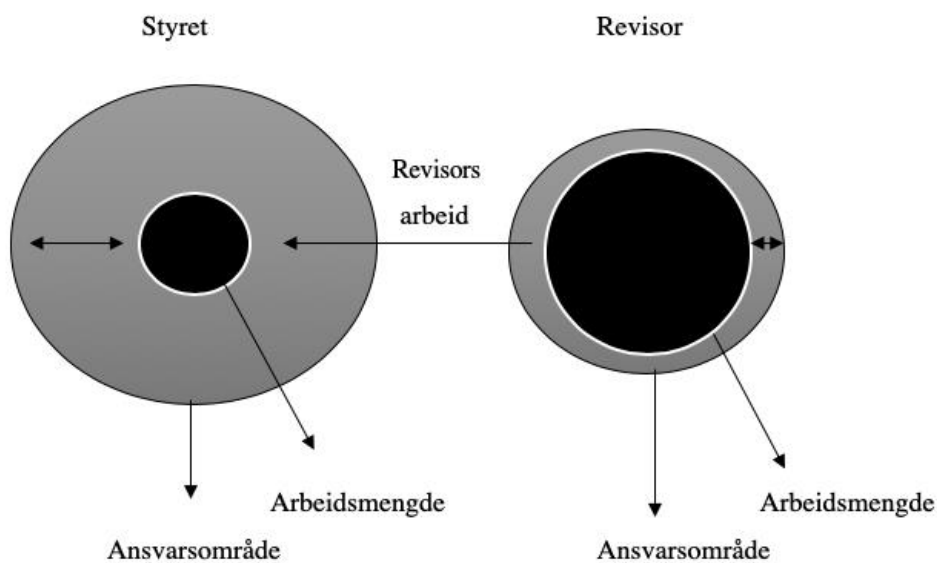 Styret
Revisor
Revisors
arbeid
Arbeidsmengde
Arbeidsmengde
Ansvarsområde
Ansvarsområde